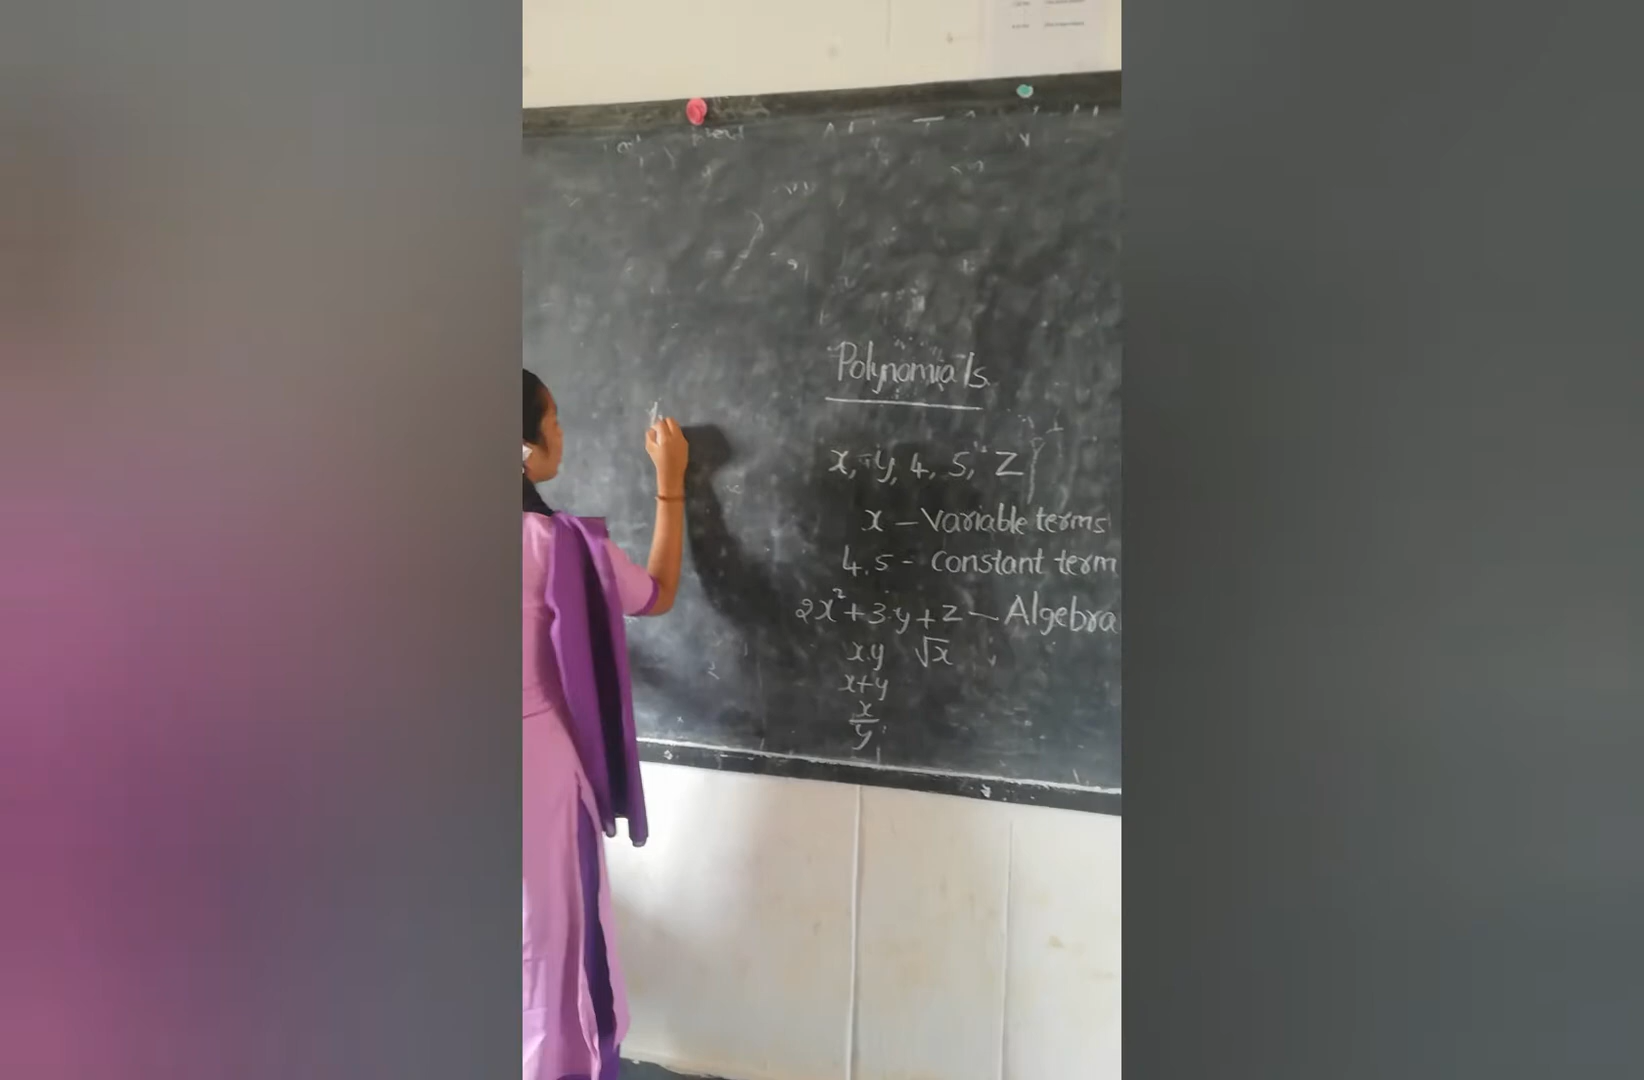 Polynomials
x, y, 4, 5, z
x – Variable terms
4, 5 – Constant term
2x² + 3y + z – Algebra
x.y √x
x+y
x/y